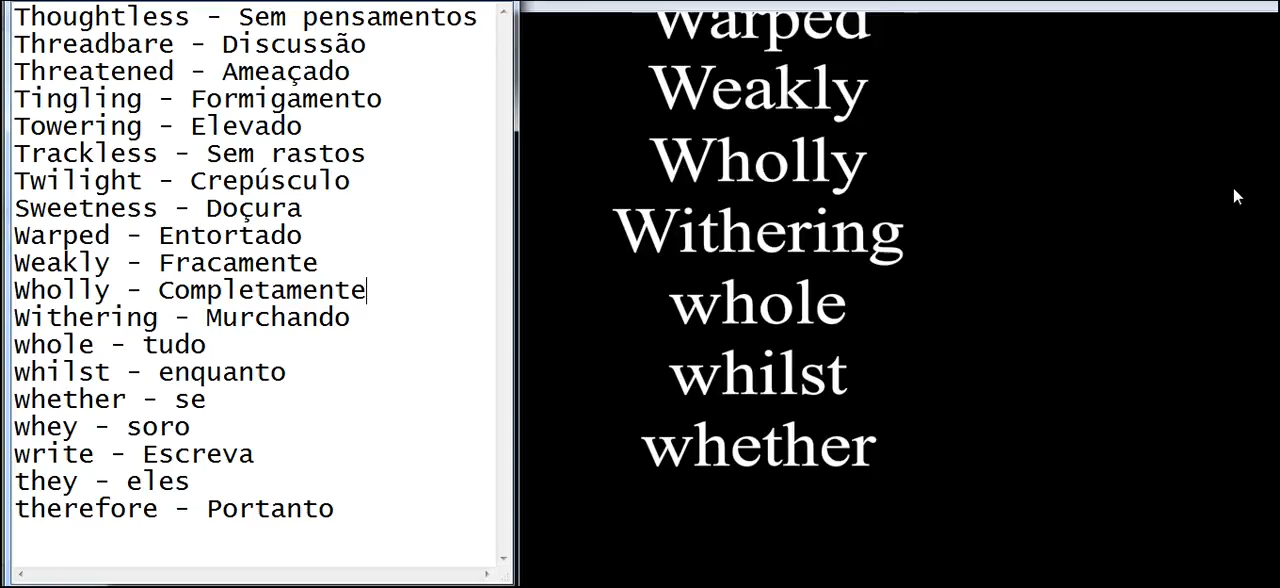 Thoughtless - Sem pensamentos
Threadbare - Discussão
Threatened - Ameaçado
Tingling - Formigamento
Towering - Elevado
Trackless - Sem rastos
Twilight - Crepúsculo
Sweetness - Doçura
Warped - Entortado
Weakly - Fracamente
Wholly - Completamente
Withering - Murchando
whole - tudo
whilst - enquanto
whether - se
whey - soro
write - Escreva
they - eles
therefore - Portanto
Warped
Weakly
Wholly
Withering
whole
whilst
whether